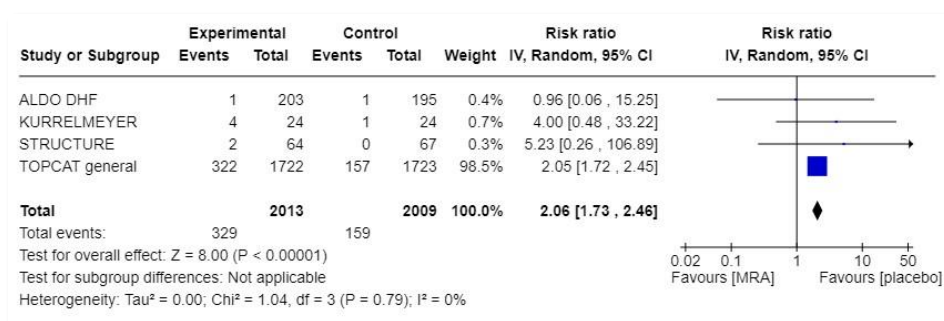 Experimental Control Risk ratio Risk ratio
Study or Subgroup Events Total Events Total Weight IV, Random, 95% CI IV, Random, 95% CI
ALDO DHF 1 203 1 195 0.4% 0.96 [0.06 , 15.25]
KURRELMEYER 4 24 1 24 0.7% 4.00 [0.48 , 33.22]
STRUCTURE 2 64 0 67 0.3% 5.23 [0.26 , 106.89]
TOPCAT general 322 1722 157 1723 98.5% 2.05 [1.72 , 2.45]
Total 2013 2009 100.0% 2.06 [1.73 , 2.46]
Total events: 329 159
Test for overall effect: Z = 8.00 (P < 0.00001)
Test for subgroup differences: Not applicable
Heterogeneity: Tau² = 0.00; Chi² = 1.04, df = 3 (P = 0.79); I² = 0%
0.02 0.1 1 10 50
Favours [MRA] Favours [placebo]